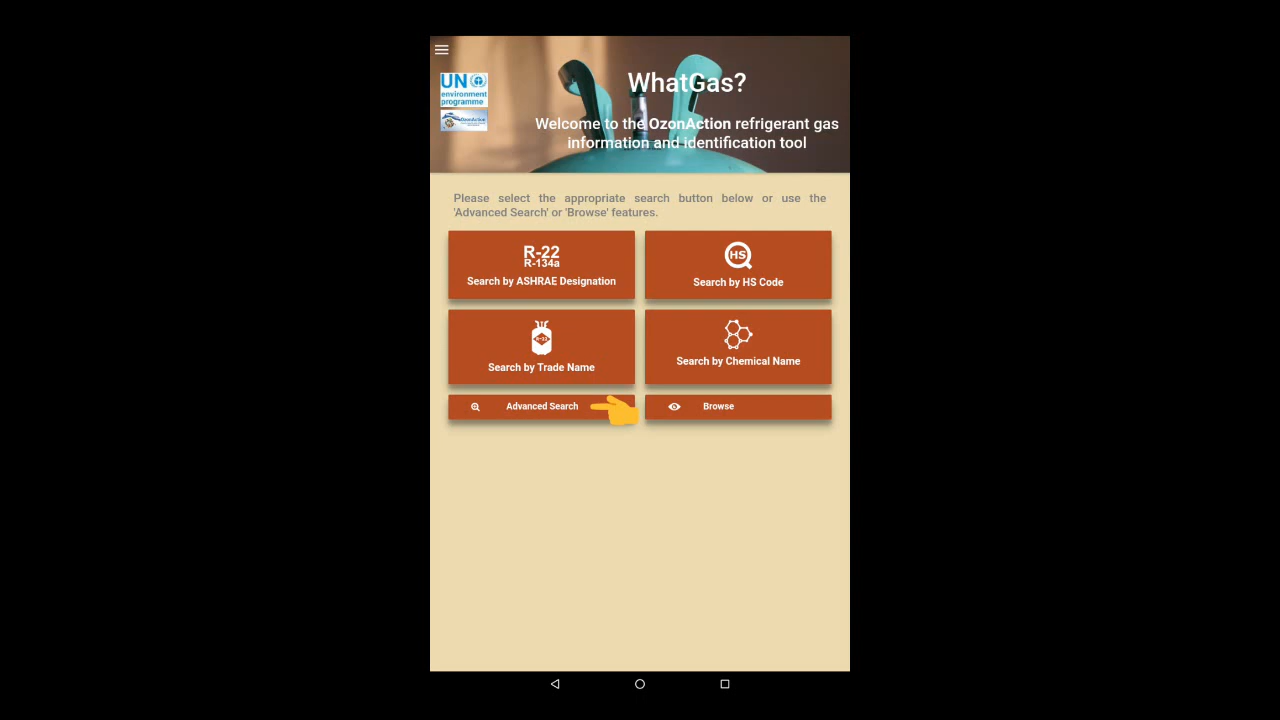 UN
environment
programme
OzonAction
WhatGas?
Welcome to the OzonAction refrigerant gas
information and identification tool
Please select the appropriate search button below or use the
'Advanced Search' or 'Browse' features.
R-22
R-134a
Search by ASHRAE Designation
HS
Search by HS Code
R-22
Search by Trade Name
Search by Chemical Name
Advanced Search
Browse